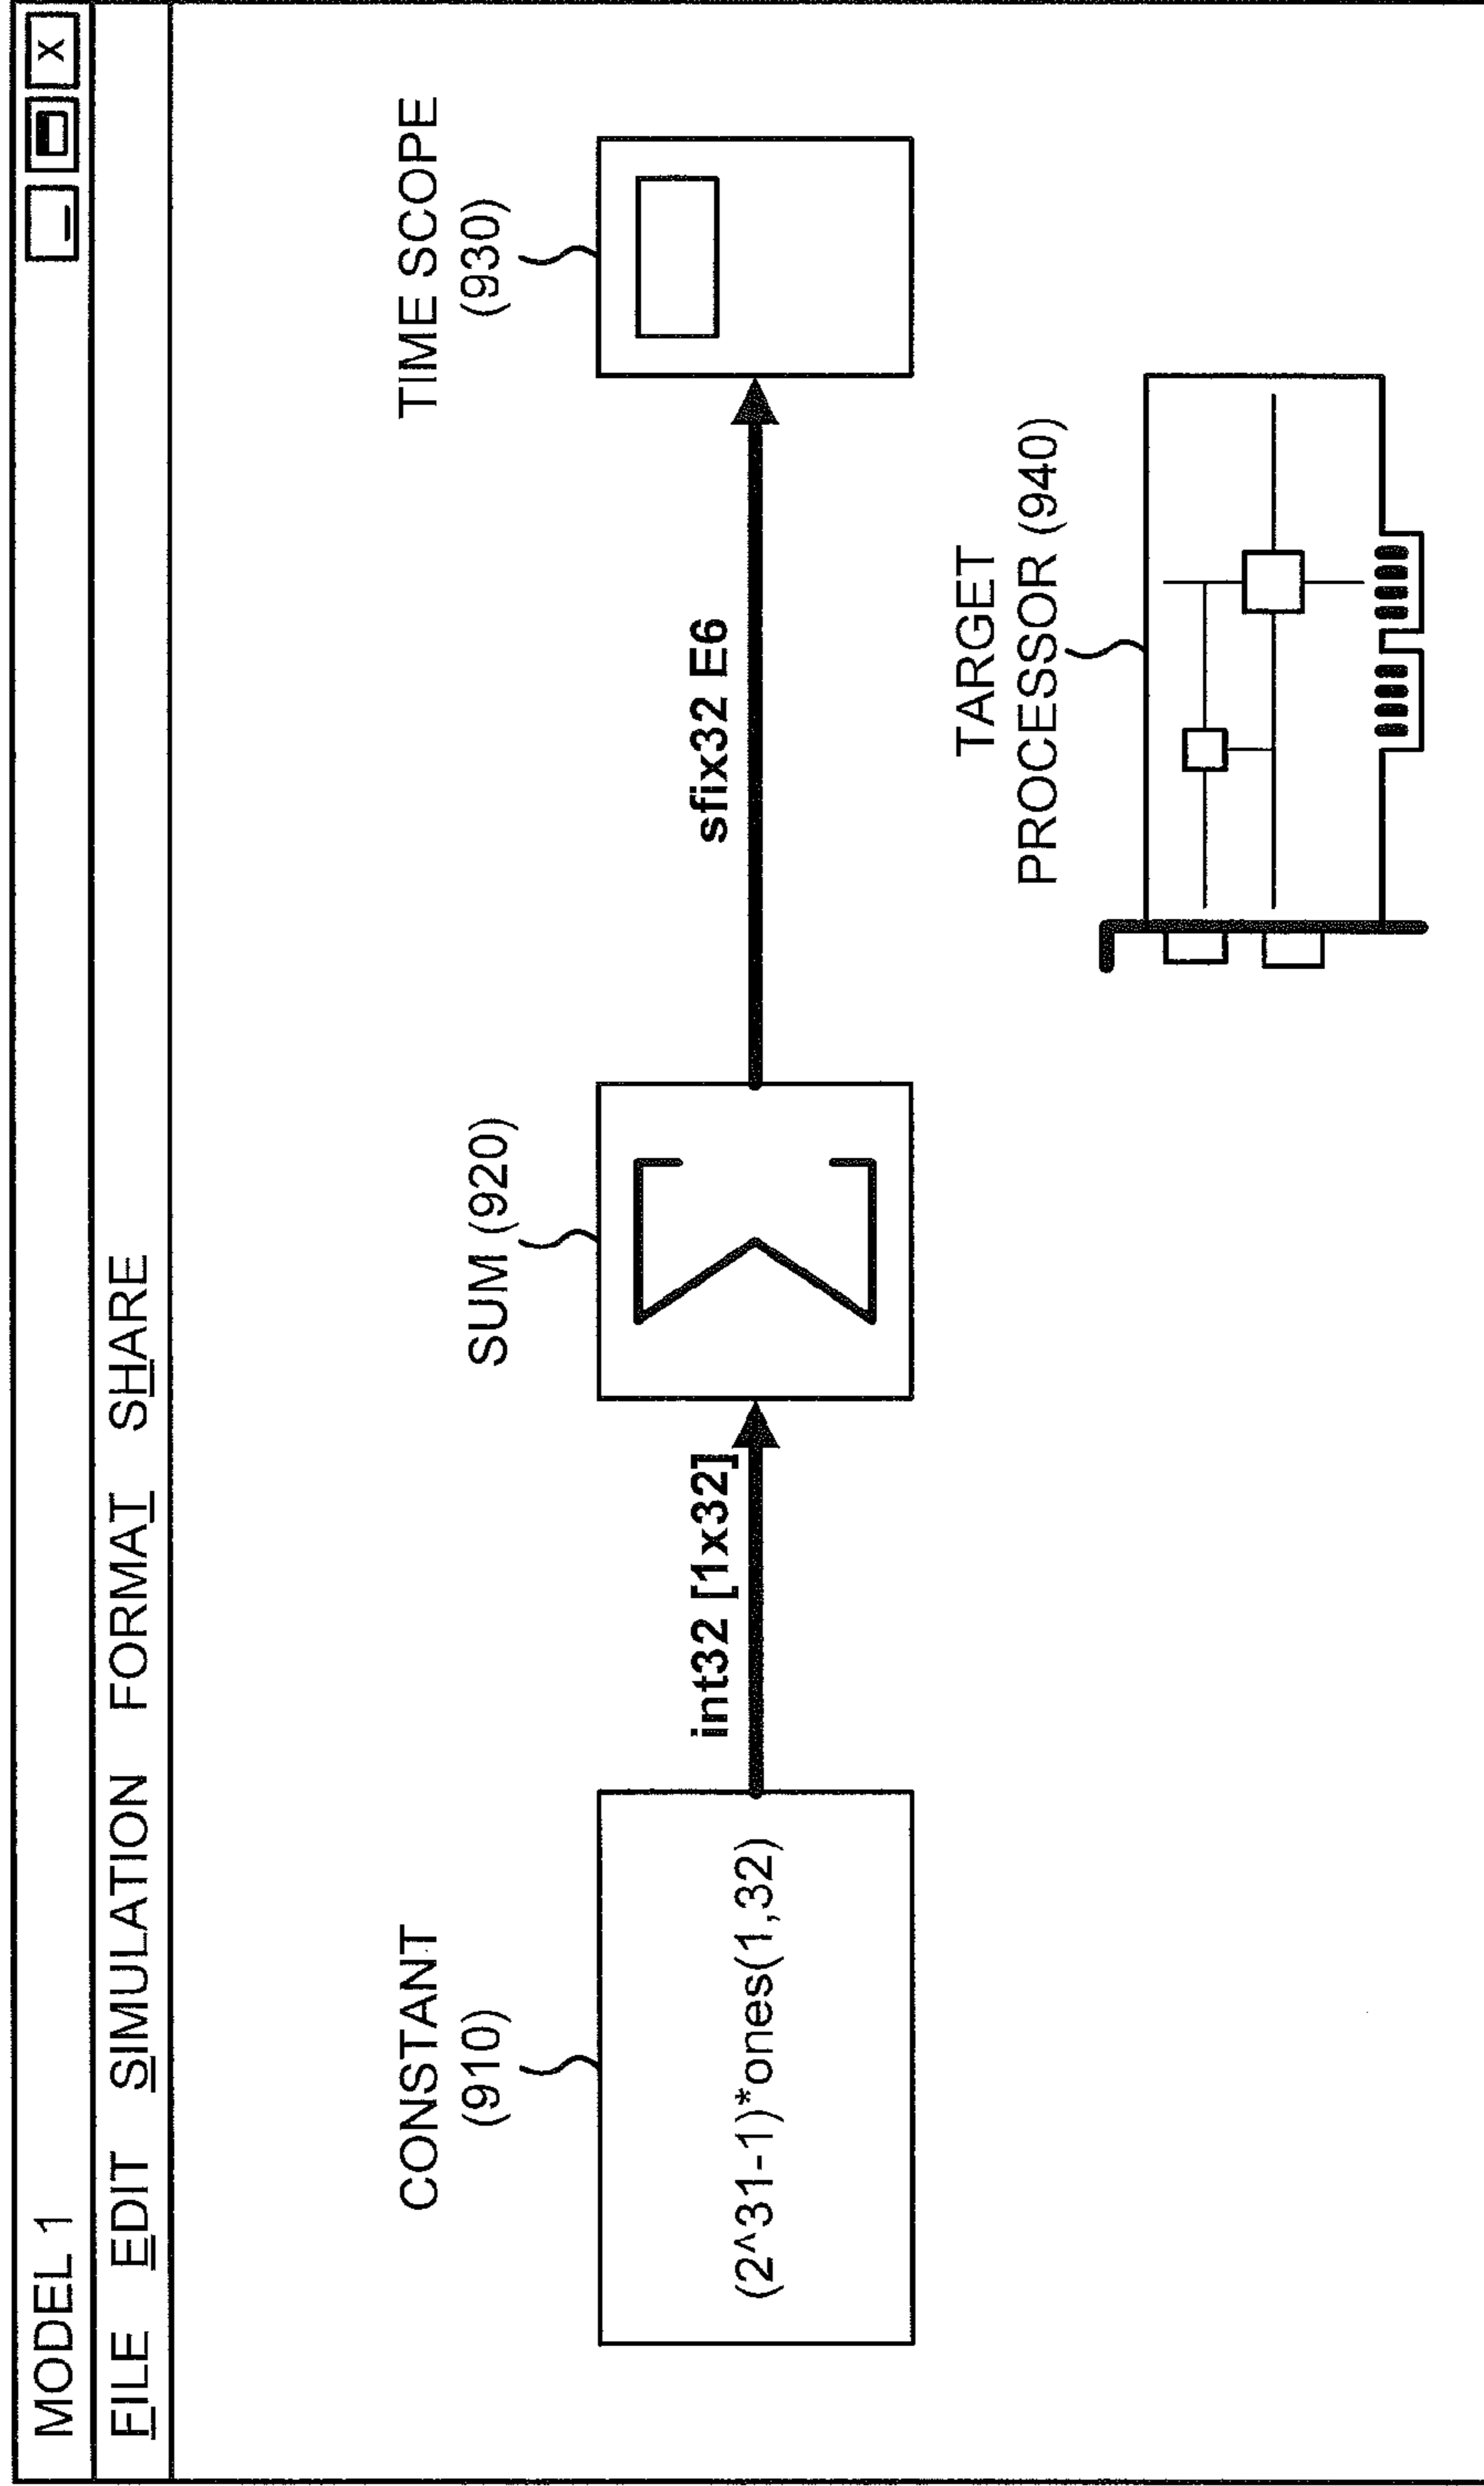 MODEL 1
_ X
FILE EDIT SIMULATION FORMAT SHARE
CONSTANT
(910)
(2^31-1)*ones(1,32)
int32 [1x32]
SUM (920)
sfix32 E6
TIME SCOPE
(930)
TARGET
PROCESSOR (940)